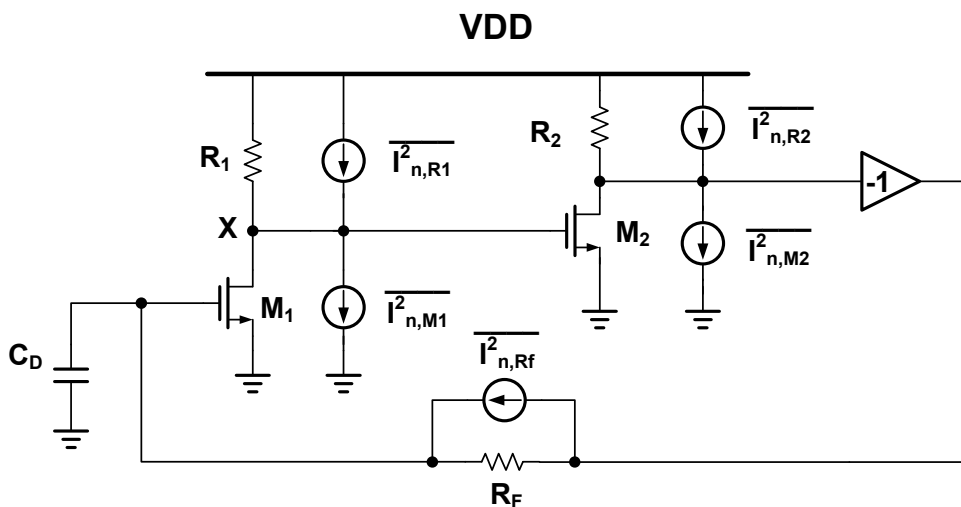 VDD
R1
I²n,R1
R2
I²n,R2
-1
X
M1
I²n,M1
M2
I²n,M2
CD
I²n,Rf
RF